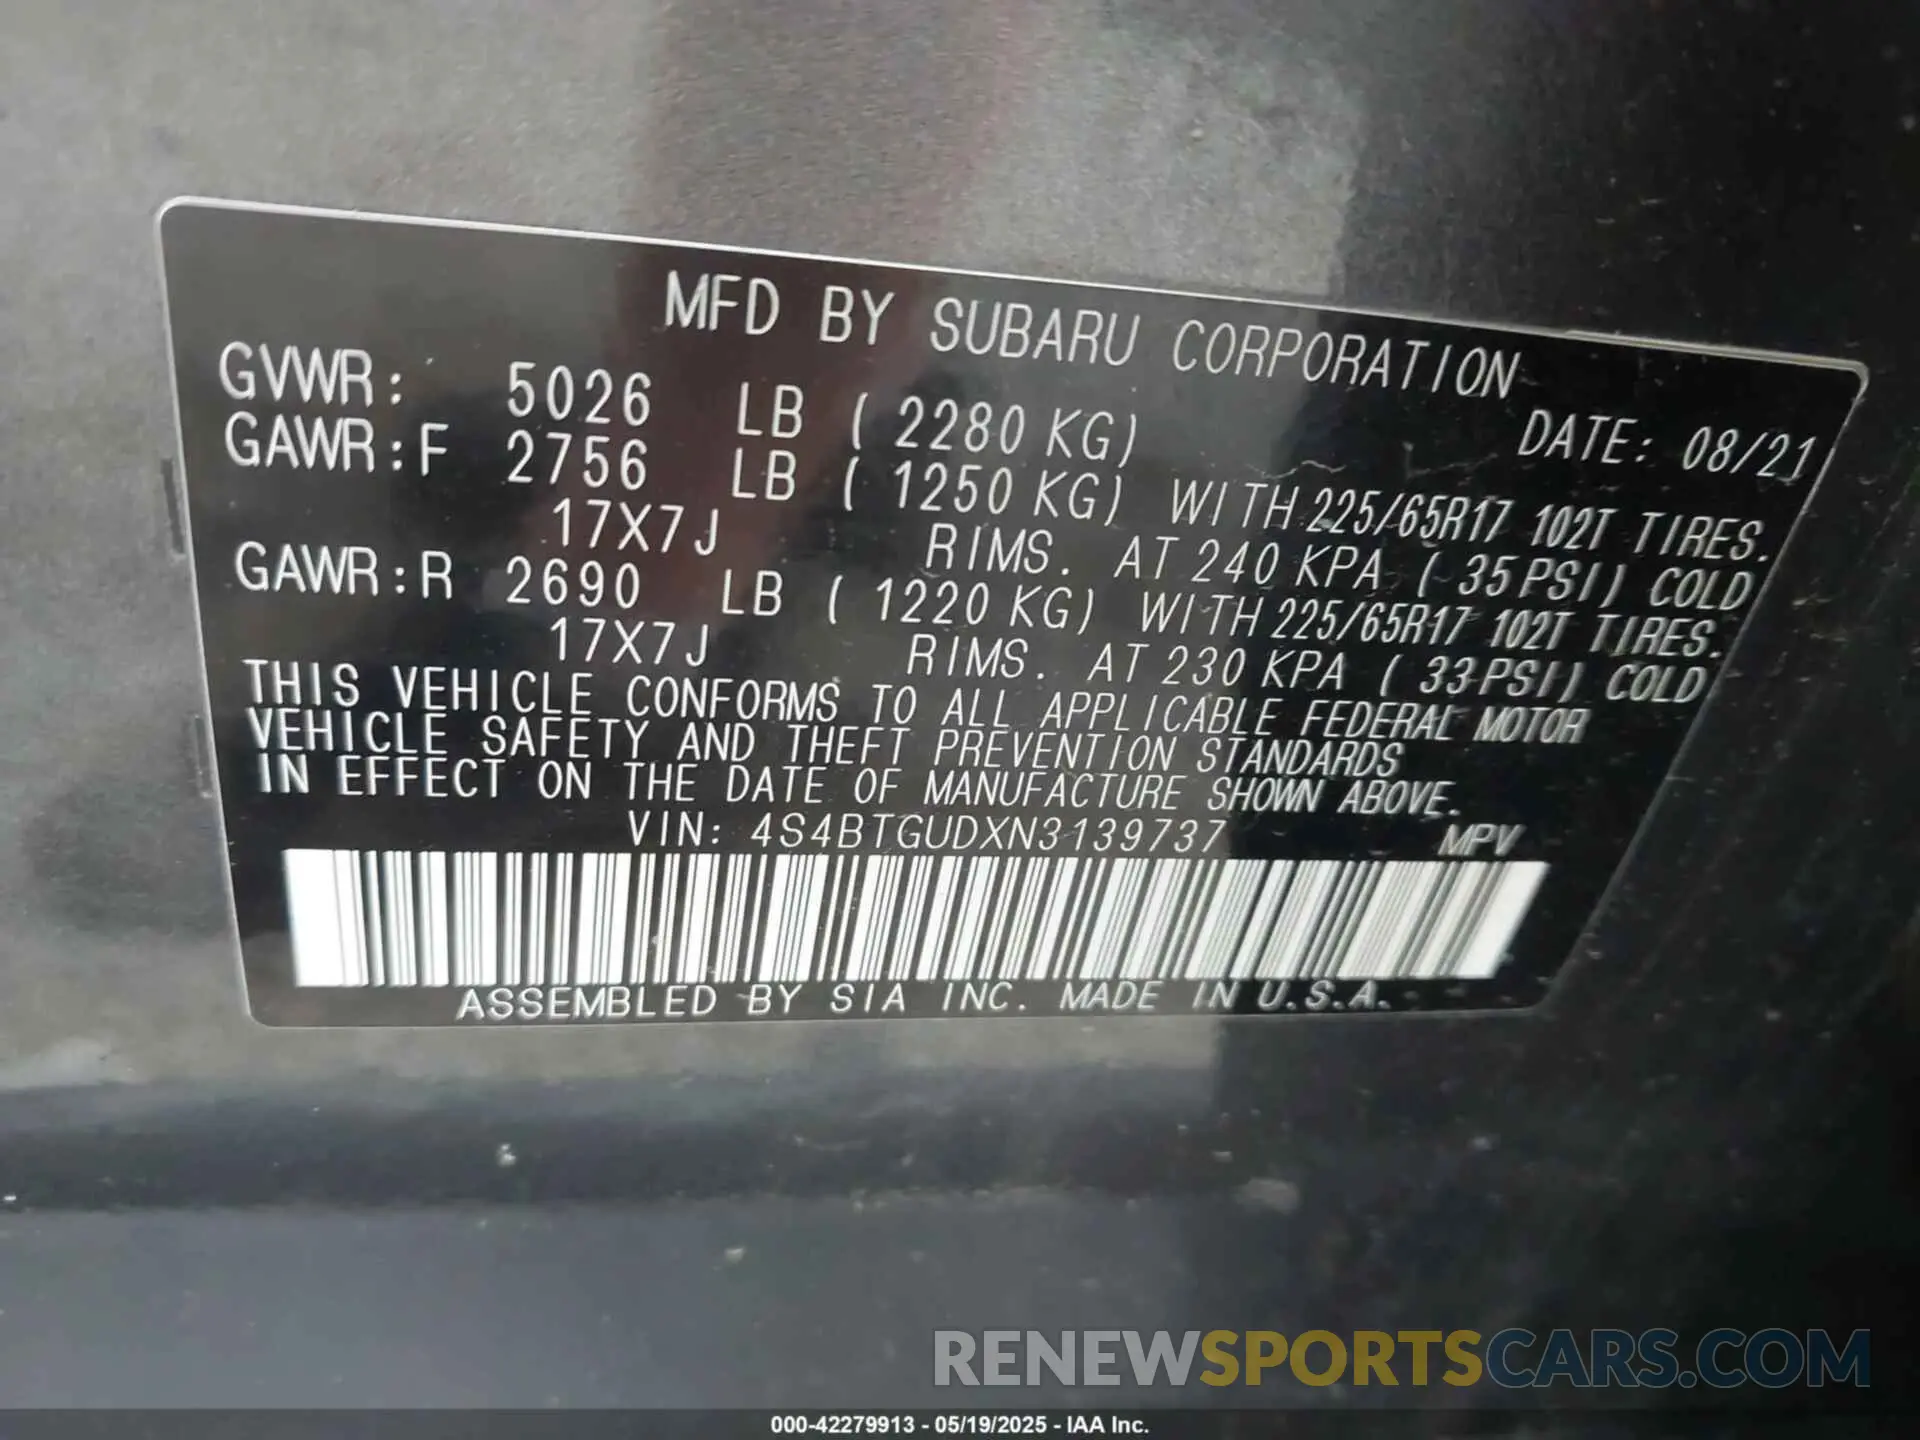 MFD BY SUBARU CORPORATION
GVWR: 5026 LB ( 2280 KG) DATE: 08/21
GAWR:F 2756 LB ( 1250 KG) WITH 225/65R17 102T TIRES.
17X7J RIMS. AT 240 KPA ( 35 PSI) COLD
GAWR:R 2690 LB ( 1220 KG) WITH 225/65R17 102T TIRES.
17X7J RIMS. AT 230 KPA ( 33 PSI) COLD
THIS VEHICLE CONFORMS TO ALL APPLICABLE FEDERAL MOTOR
VEHICLE SAFETY AND THEFT PREVENTION STANDARDS
IN EFFECT ON THE DATE OF MANUFACTURE SHOWN ABOVE.
VIN: 4S4BTGUDXN3139737 MPV
ASSEMBLED BY SIA INC. MADE IN U.S.A.
RENEWSPORTSCARS.COM
000-42279913 - 05/19/2025 - IAA Inc.